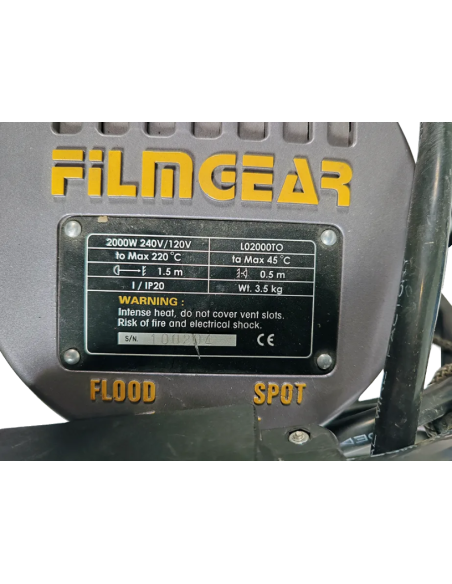 FiLMGEAR
2000W 240V/120V L02000TO
to Max 220°C ta Max 45°C
1.5 m 0.5 m
I / IP20 Wt. 3.5 kg
WARNING :
Intense heat, do not cover vent slots.
Risk of fire and electrical shock.
S/N. CE
FLOOD SPOT